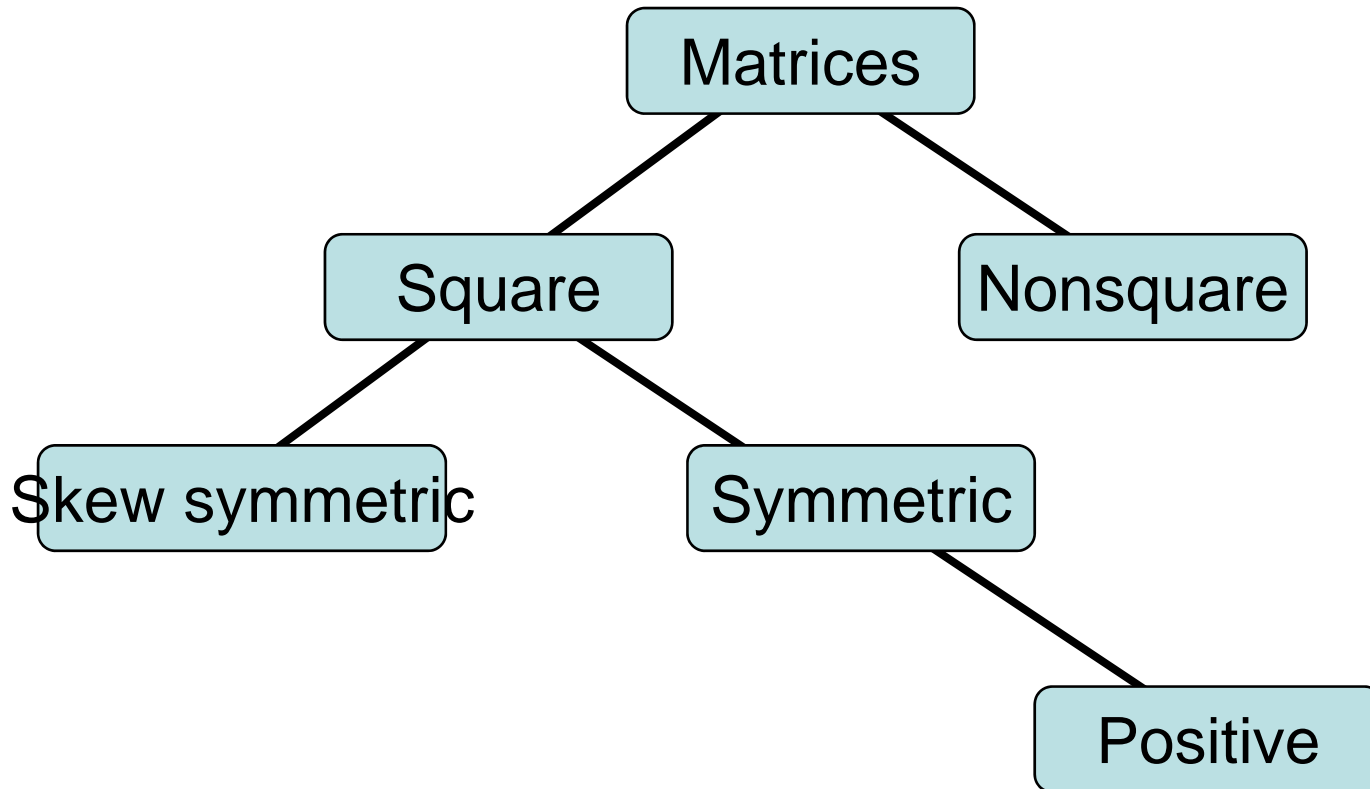 Matrices
Square
Nonsquare
Skew symmetric
Symmetric
Positive